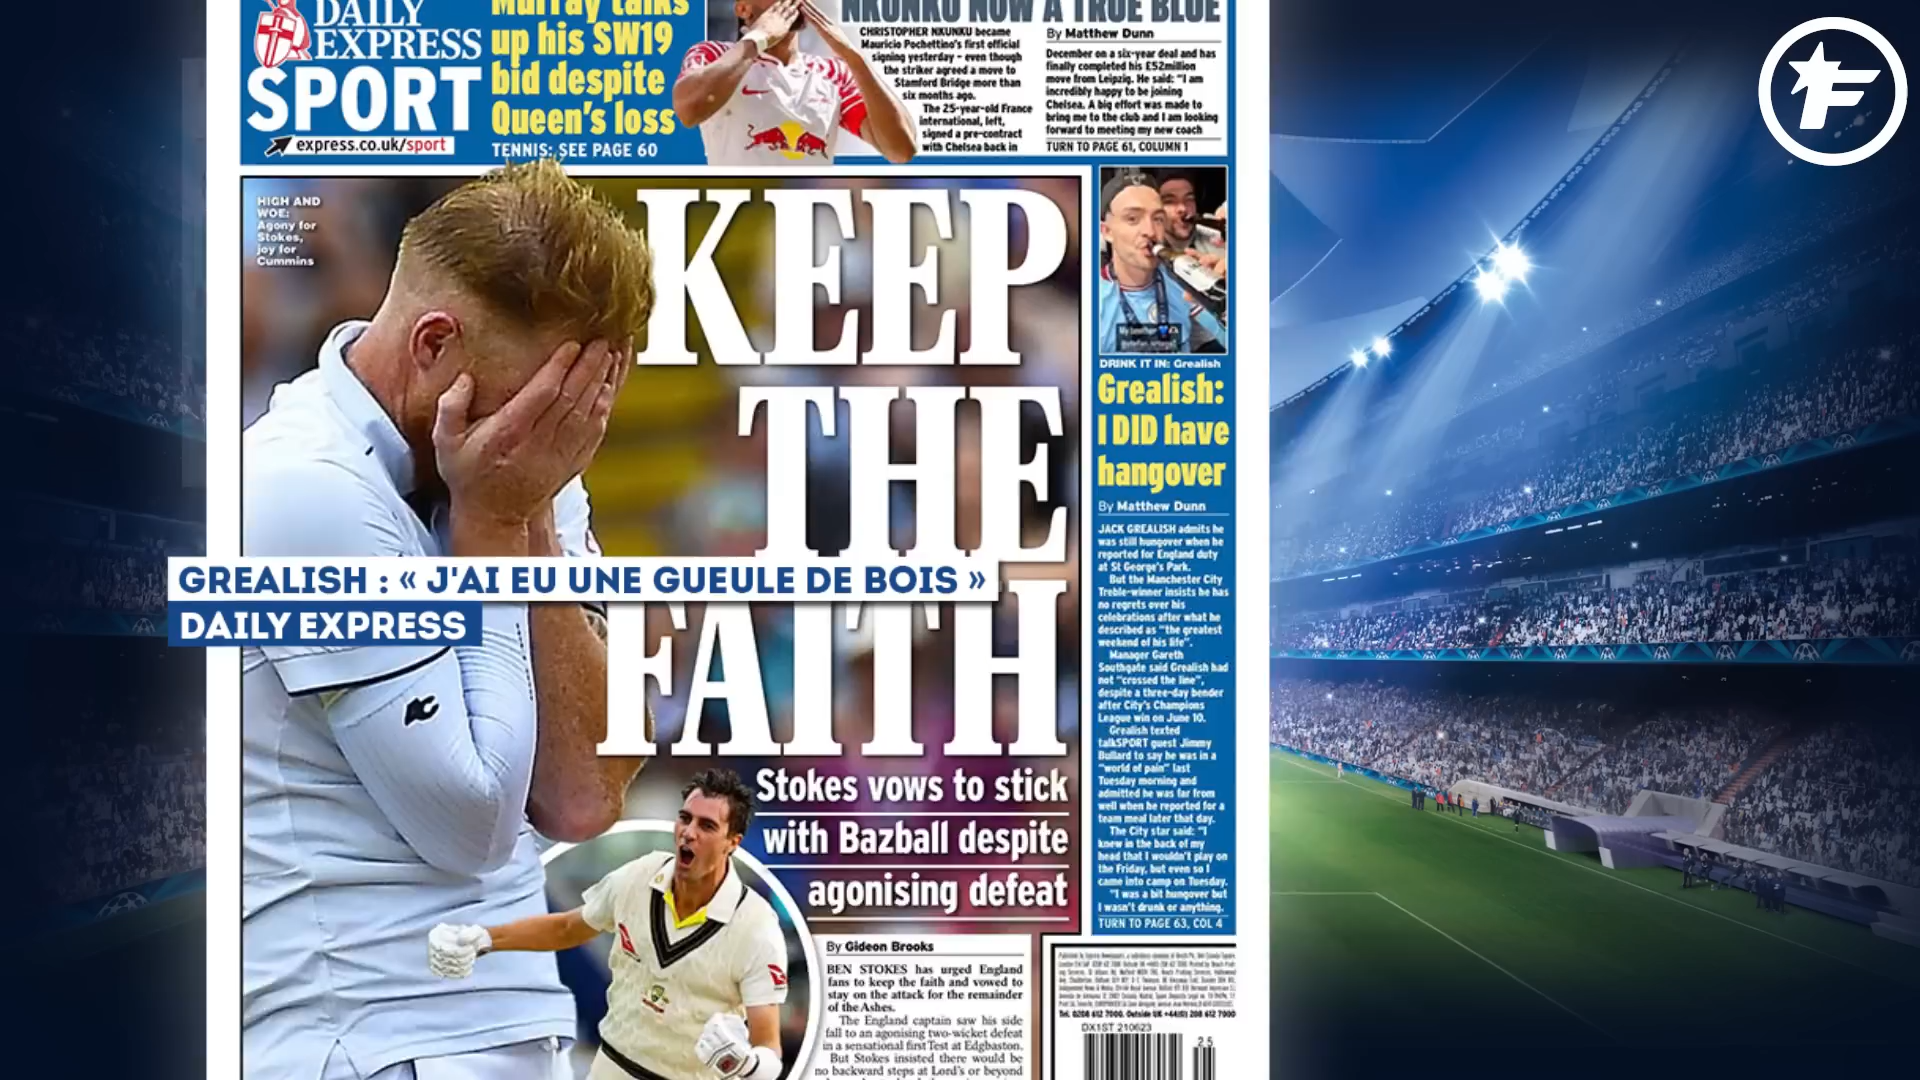 DAILY
EXPRESS
SPORT
express.co.uk/sport
Murray talks
up his SW19
bid despite
Queen's loss
TENNIS: SEE PAGE 60
NKUNKU NOW A TRUE BLUE
CHRISTOPHER NKUNKU became
Mauricio Pochettino's first official
signing yesterday – even though
the striker agreed a move to
Stamford Bridge more than
six months ago.
The 25-year-old France
international, left,
signed a pre-contract
with Chelsea back in
By Matthew Dunn
December on a six-year deal and has
finally completed his £52million
move from Leipzig. He said: "I am
incredibly happy to be joining
Chelsea. A big effort was made to
bring me to the club and I am looking
forward to meeting my new coach
TURN TO PAGE 61, COLUMN 1
HIGH AND
WOE:
Agony for
Stokes,
joy for
Cummins
KEEP
THE
FAITH
Stokes vows to stick
with Bazball despite
agonising defeat
By Gideon Brooks
BEN STOKES has urged England
fans to keep the faith and vowed to
stay on the attack for the remainder
of the Ashes.
The England captain saw his side
fall to an agonising two-wicket defeat
in a sensational first Test at Edgbaston.
But Stokes insisted there would be
no backward steps at Lord's or beyond
DRINK IT IN: Grealish
Grealish:
I DID have
hangover
By Matthew Dunn
JACK GREALISH admits he
was still hungover when he
reported for England duty
at St George's Park.
But the Manchester City
Treble-winner insists he has
no regrets over his
celebrations after what he
described as "the greatest
weekend of his life".
Manager Gareth
Southgate said Grealish had
not "crossed the line",
despite a three-day bender
after City's Champions
League win on June 10.
Grealish texted
talkSPORT guest Jimmy
Bullard to say he was in a
"world of pain" last
Tuesday morning and
admitted he was far from
well when he reported for a
team meal later that day.
The City star said: "I
knew in the back of my
head that I wouldn't play on
the Friday, but even so I
came into camp on Tuesday.
"I was a bit hungover but
I wasn't drunk or anything.
TURN TO PAGE 63, COL 4
Tel. 0208 612 7000. Outside UK +44(0) 208 612 7000
DX1ST 210623
25
GREALISH : « J'AI EU UNE GUEULE DE BOIS »
DAILY EXPRESS
F